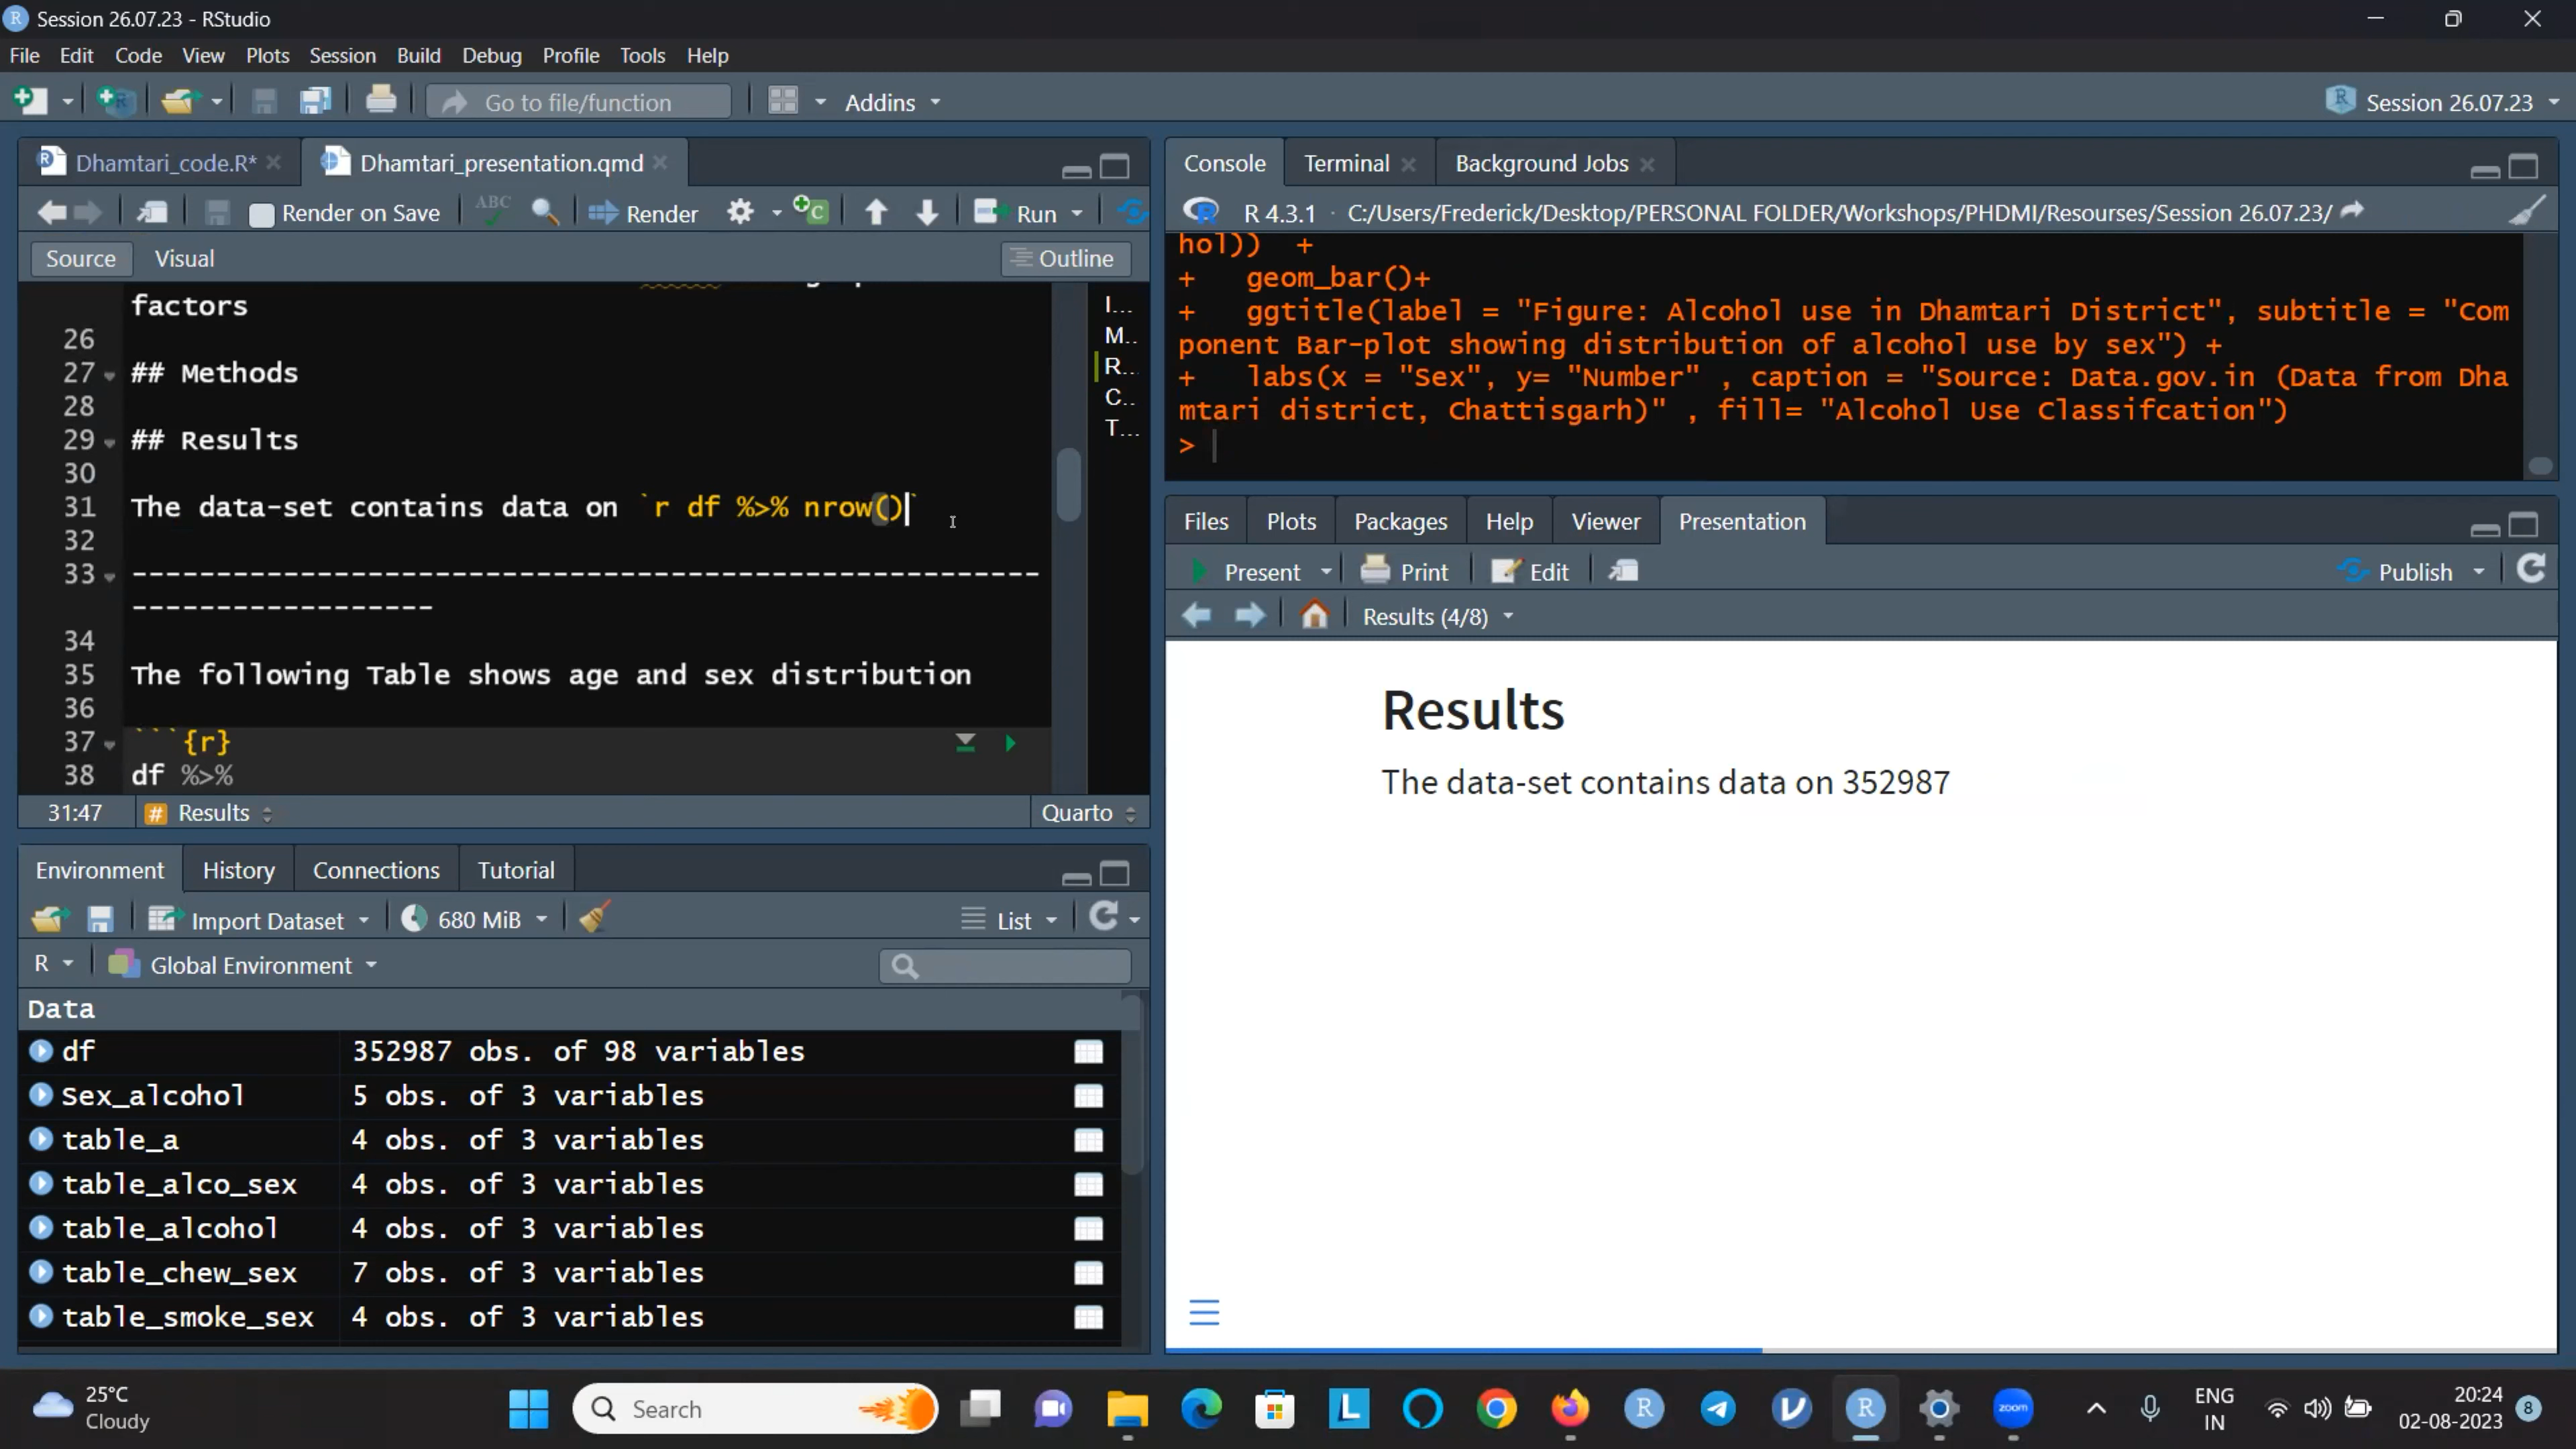 Session 26.07.23 - RStudio
File Edit Code View Plots Session Build Debug Profile Tools Help
Go to file/function Addins Session 26.07.23
Dhamtari_code.R* Dhamtari_presentation.qmd
Render on Save ABC Render Run
Source Visual Outline
factors
26
27 ## Methods
28
29 ## Results
30
31 The data-set contains data on `r df %>% nrow()`
32
33 ------------------------------------------------------
------------------
34
35 The following Table shows age and sex distribution
36
37 ```{r}
38 df %>%
I...
M..
R...
C..
T...
31:47 # Results Quarto
Environment History Connections Tutorial
Import Dataset 680 MiB List
R Global Environment
Data
df 352987 obs. of 98 variables
Sex_alcohol 5 obs. of 3 variables
table_a 4 obs. of 3 variables
table_alco_sex 4 obs. of 3 variables
table_alcohol 4 obs. of 3 variables
table_chew_sex 7 obs. of 3 variables
table_smoke_sex 4 obs. of 3 variables
Console Terminal Background Jobs
R 4.3.1 · C:/Users/Frederick/Desktop/PERSONAL FOLDER/Workshops/PHDMI/Resourses/Session 26.07.23/
hol)) +
+ geom_bar()+
+ ggtitle(label = "Figure: Alcohol use in Dhamtari District", subtitle = "Com
ponent Bar-plot showing distribution of alcohol use by sex") +
+ labs(x = "Sex", y= "Number" , caption = "Source: Data.gov.in (Data from Dha
mtari district, Chattisgarh)" , fill= "Alcohol Use Classifcation")
>
Files Plots Packages Help Viewer Presentation
Present Print Edit Publish
Results (4/8)
Results
The data-set contains data on 352987
25°C
Cloudy
Search
L
R
R
zoom
ENG
IN
20:24
02-08-2023
8